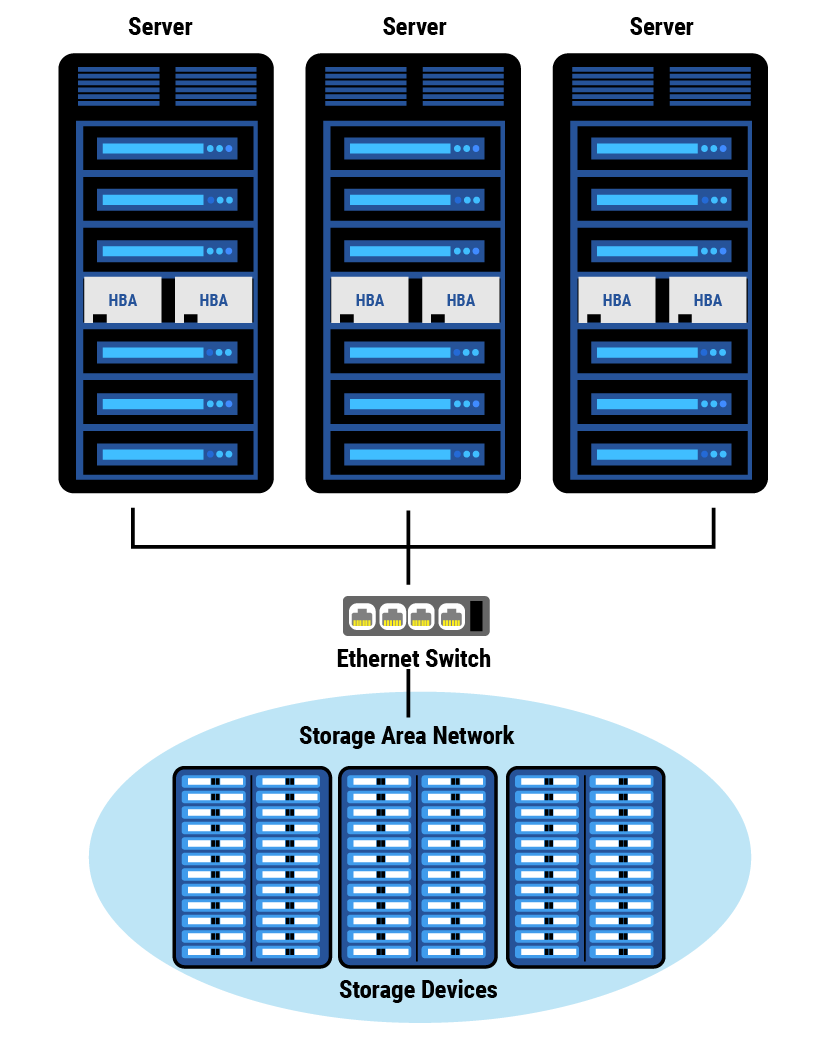 Server
Server
Server
HBA
HBA
HBA
HBA
HBA
HBA
Ethernet Switch
Storage Area Network
Storage Devices